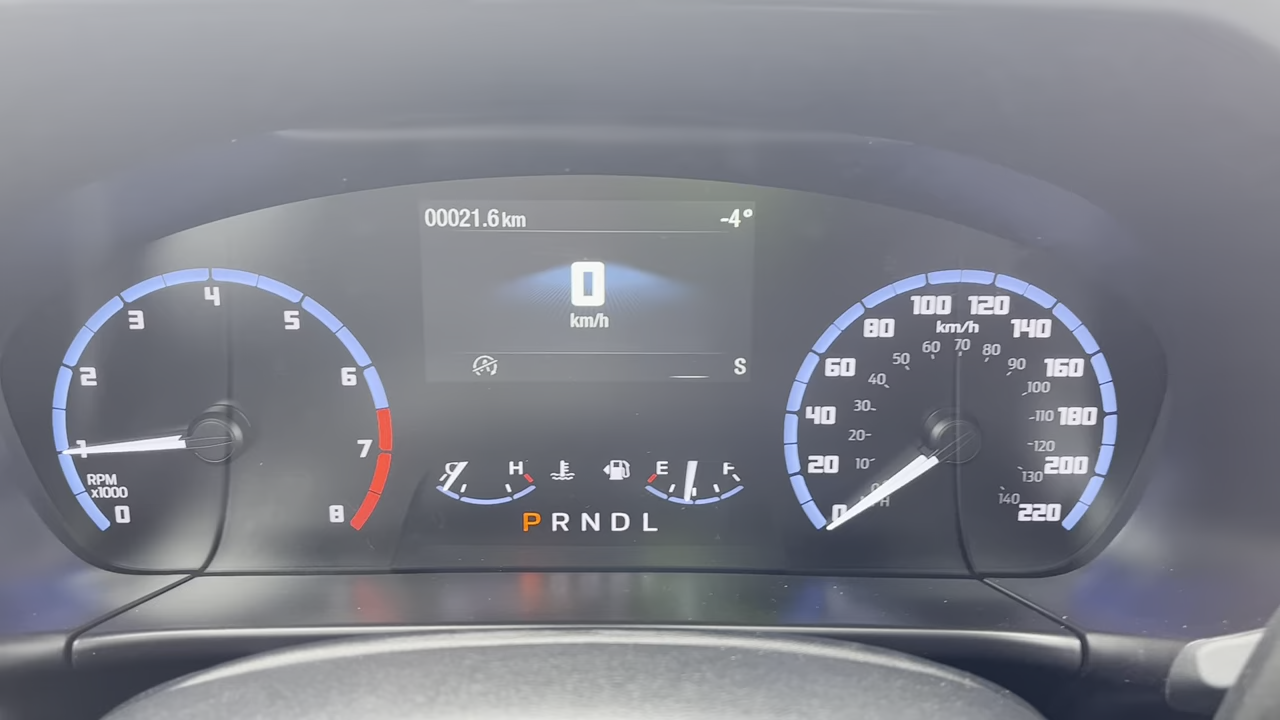 00021.6 km -4°
0
km/h
S
4
3 5
2 6
1 7
RPM
x1000
0 8
100 120
80 km/h 140
60 160
40 180
20 200
0 220
60 70 80
50 90
40 100
30 110
20 120
10 130
0 140
MPH
C H E F
P R N D L